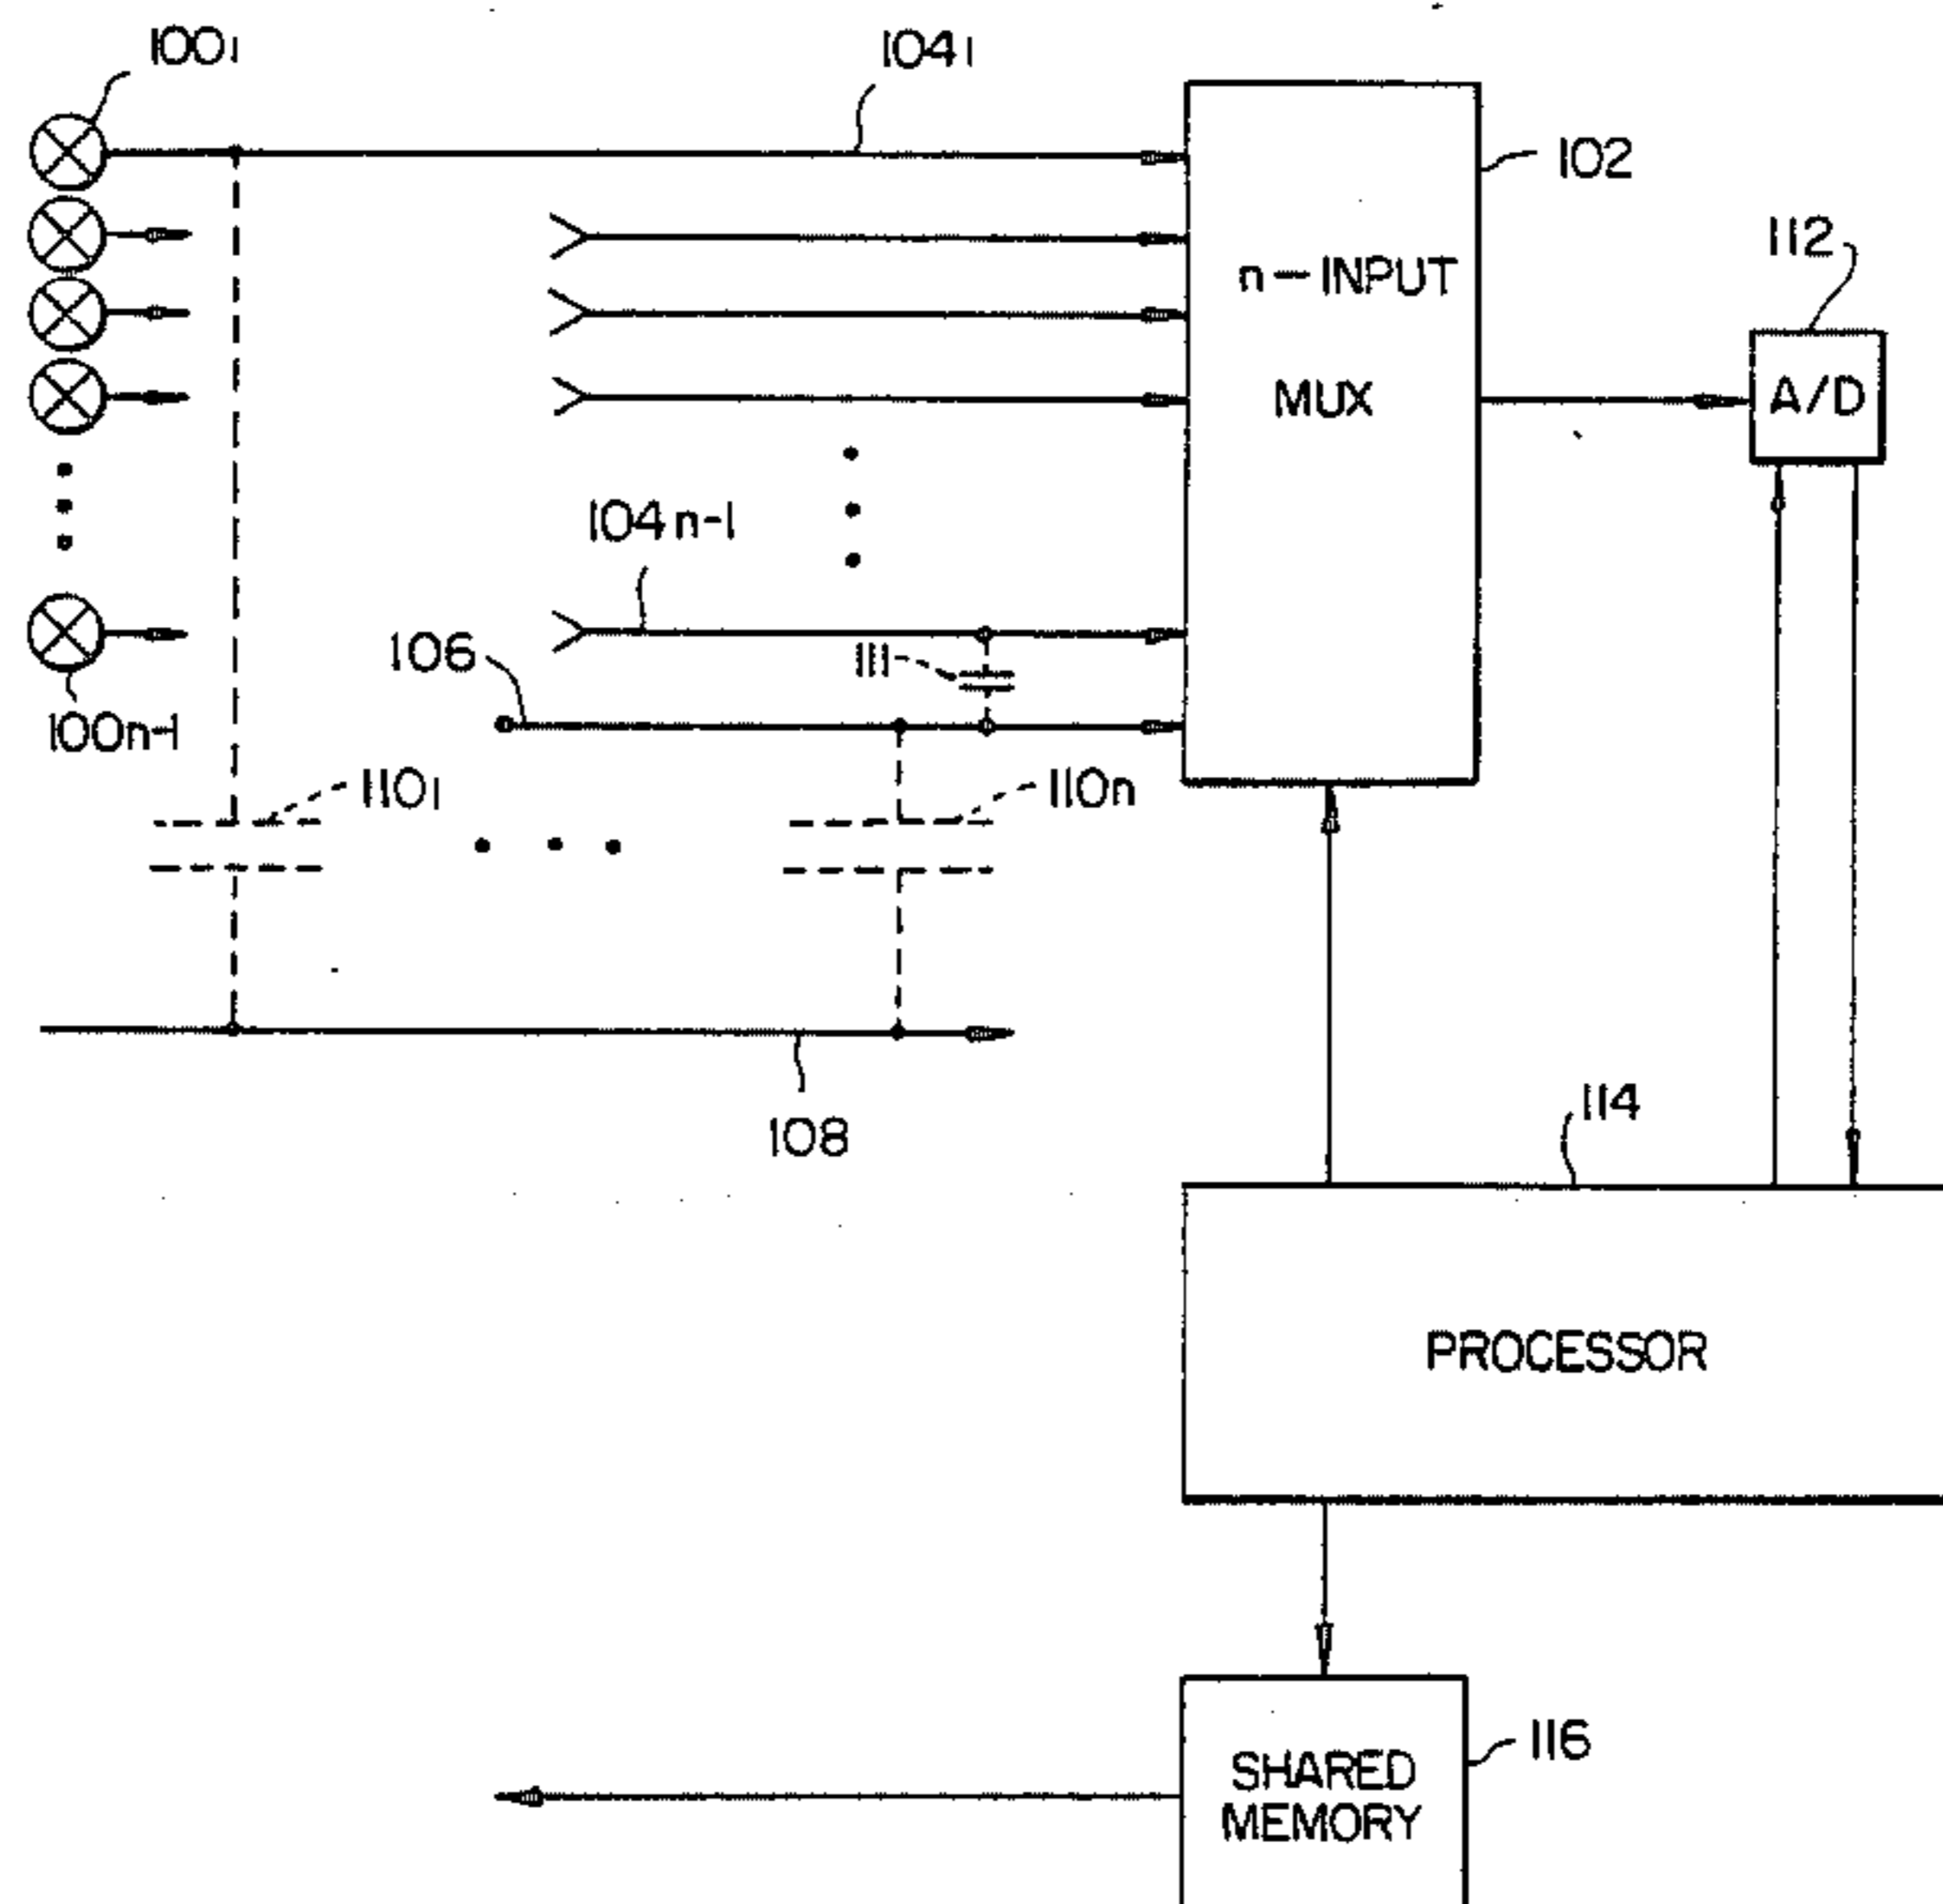 100₁
104₁
102
n-INPUT
MUX
112
A/D
104n-1
106
111
100n-1
110₁
110n
108
114
PROCESSOR
116
SHARED
MEMORY